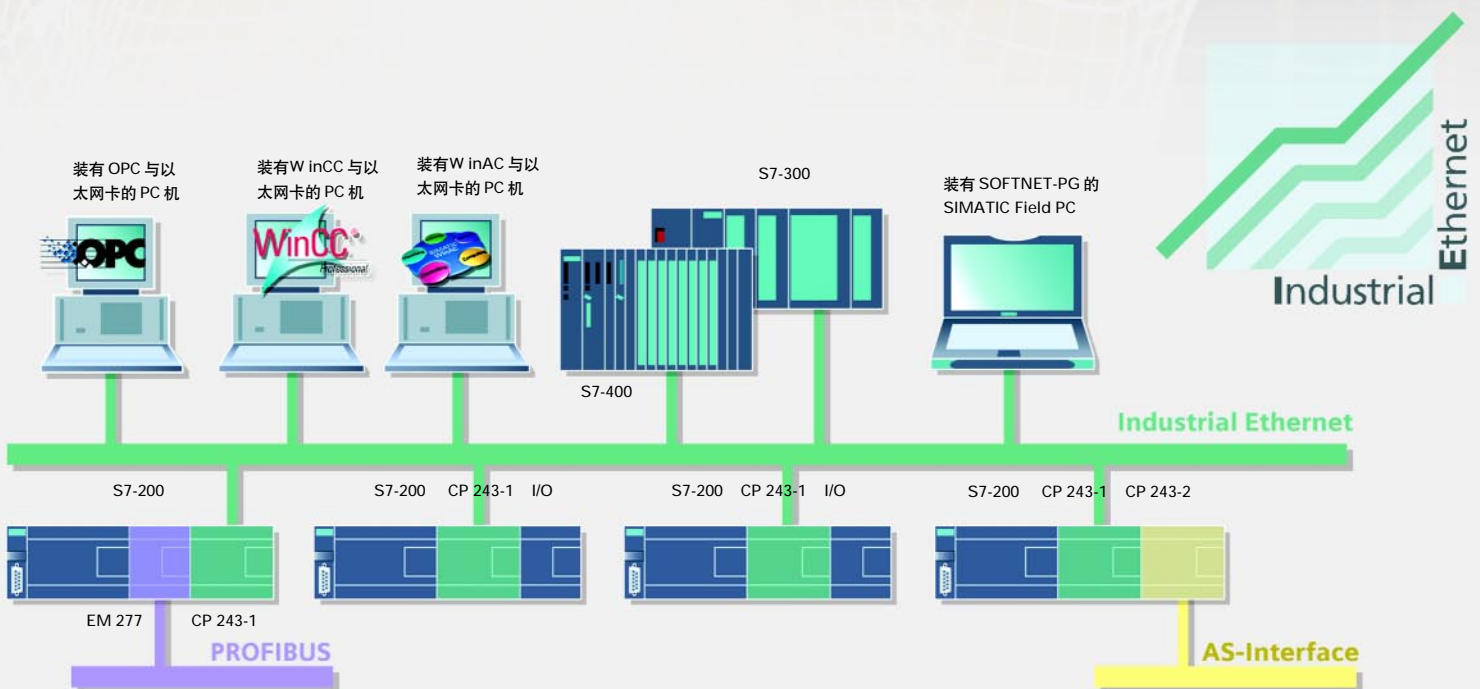 装有 OPC 与以
太网卡的 PC 机
装有W inCC 与以
太网卡的 PC 机
装有W inAC 与以
太网卡的 PC 机
S7-300
装有 SOFTNET-PG 的
SIMATIC Field PC
Industrial
Ethernet
OPC
WinCC
Professional
SIMATIC
WinAC
S7-400
Industrial Ethernet
S7-200
S7-200 CP 243-1 I/O
S7-200 CP 243-1 I/O
S7-200 CP 243-1 CP 243-2
EM 277 CP 243-1
PROFIBUS
AS-Interface